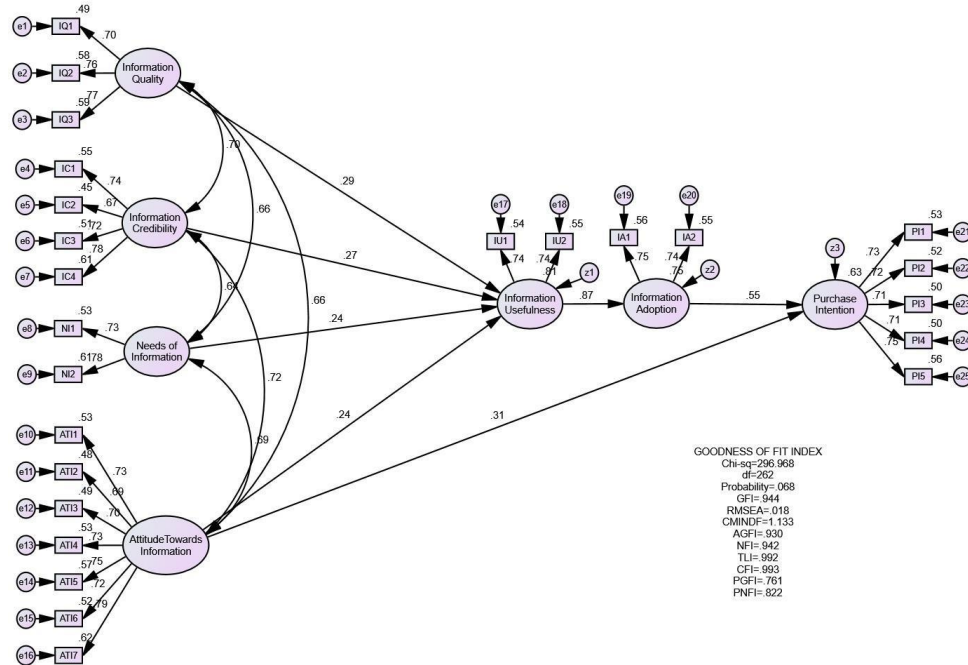 e1
IQ1
.49
.70
e2
IQ2
.58
.76
e3
IQ3
.59
.77
Information
Quality
e4
IC1
.55
.74
e5
IC2
.45
.67
e6
IC3
.51
.72
e7
IC4
.61
.78
Information
Credibility
e8
NI1
.53
.73
e9
NI2
.61
.78
Needs of
Information
e10
ATI1
.53
.73
e11
ATI2
.48
.69
e12
ATI3
.49
.70
e13
ATI4
.53
.73
e14
ATI5
.57
.75
e15
ATI6
.52
.72
e16
ATI7
.62
.79
AttitudeTowards
Information
.70
.66
.66
.72
.69
.29
.27
.24
.24
.31
e17
.54
IU1
.74
e18
.55
IU2
.74
.81
z1
Information
Usefulness
.87
e19
.56
IA1
.75
e20
.55
IA2
.74
.75
z2
Information
Adoption
.55
z3
.63
Purchase
Intention
.73
.53
PI1
e21
.72
.52
PI2
e22
.71
.50
PI3
e23
.71
.50
PI4
e24
.75
.56
PI5
e25
GOODNESS OF FIT INDEX
Chi-sq=296.968
df=262
Probability=.068
GFI=.944
RMSEA=.018
CMINDF=1.133
AGFI=.930
NFI=.942
TLI=.992
CFI=.993
PGFI=.761
PNFI=.822